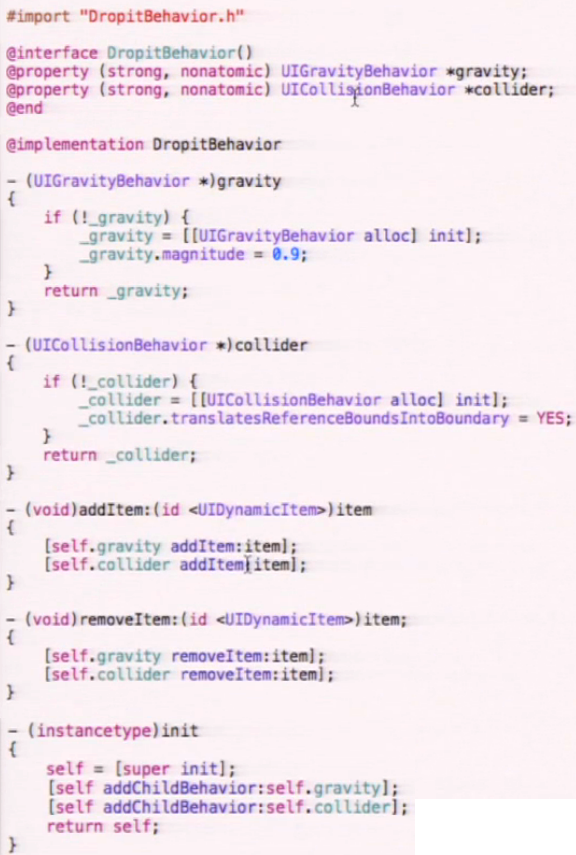 #import "DropitBehavior.h"
@interface DropitBehavior()
@property (strong, nonatomic) UIGravityBehavior *gravity;
@property (strong, nonatomic) UICollisionBehavior *collider;
@end
@implementation DropitBehavior
- (UIGravityBehavior *)gravity
{
    if (!_gravity) {
        _gravity = [[UIGravityBehavior alloc] init];
        _gravity.magnitude = 0.9;
    }
    return _gravity;
}
- (UICollisionBehavior *)collider
{
    if (!_collider) {
        _collider = [[UICollisionBehavior alloc] init];
        _collider.translatesReferenceBoundsIntoBoundary = YES;
    }
    return _collider;
}
- (void)addItem:(id <UIDynamicItem>)item
{
    [self.gravity addItem:item];
    [self.collider addItem:item];
}
- (void)removeItem:(id <UIDynamicItem>)item;
{
    [self.gravity removeItem:item];
    [self.collider removeItem:item];
}
- (instancetype)init
{
    self = [super init];
    [self addChildBehavior:self.gravity];
    [self addChildBehavior:self.collider];
    return self;
}